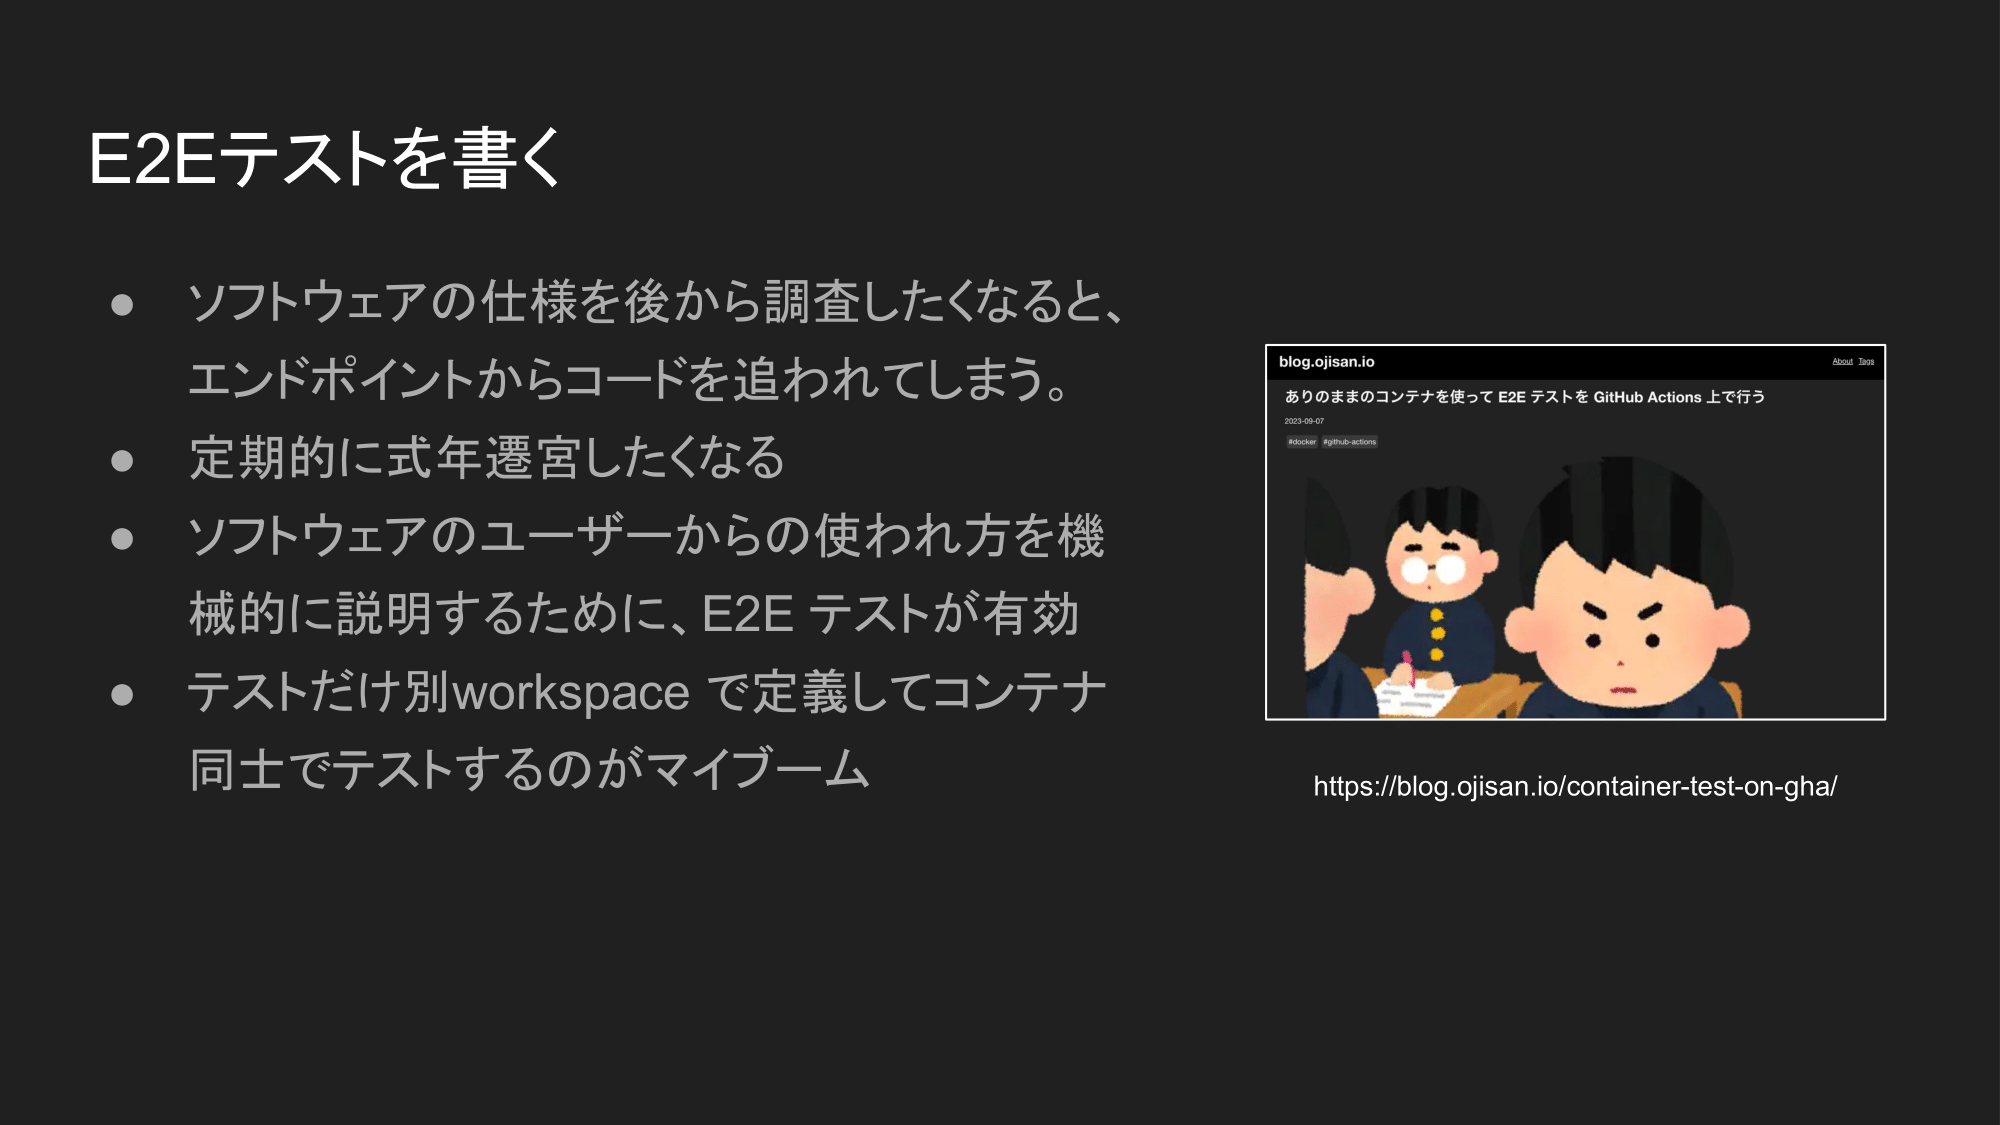 E2Eテストを書く
● ソフトウェアの仕様を後から調査したくなると、
エンドポイントからコードを追われてしまう。
● 定期的に式年遷宮したくなる
● ソフトウェアのユーザーからの使われ方を機
械的に説明するために、E2E テストが有効
● テストだけ別workspace で定義してコンテナ
同士でテストするのがマイブーム
blog.ojisan.io
About Tags
ありのままのコンテナを使って E2E テストを GitHub Actions 上で行う
2023-09-07
#docker #github-actions
https://blog.ojisan.io/container-test-on-gha/